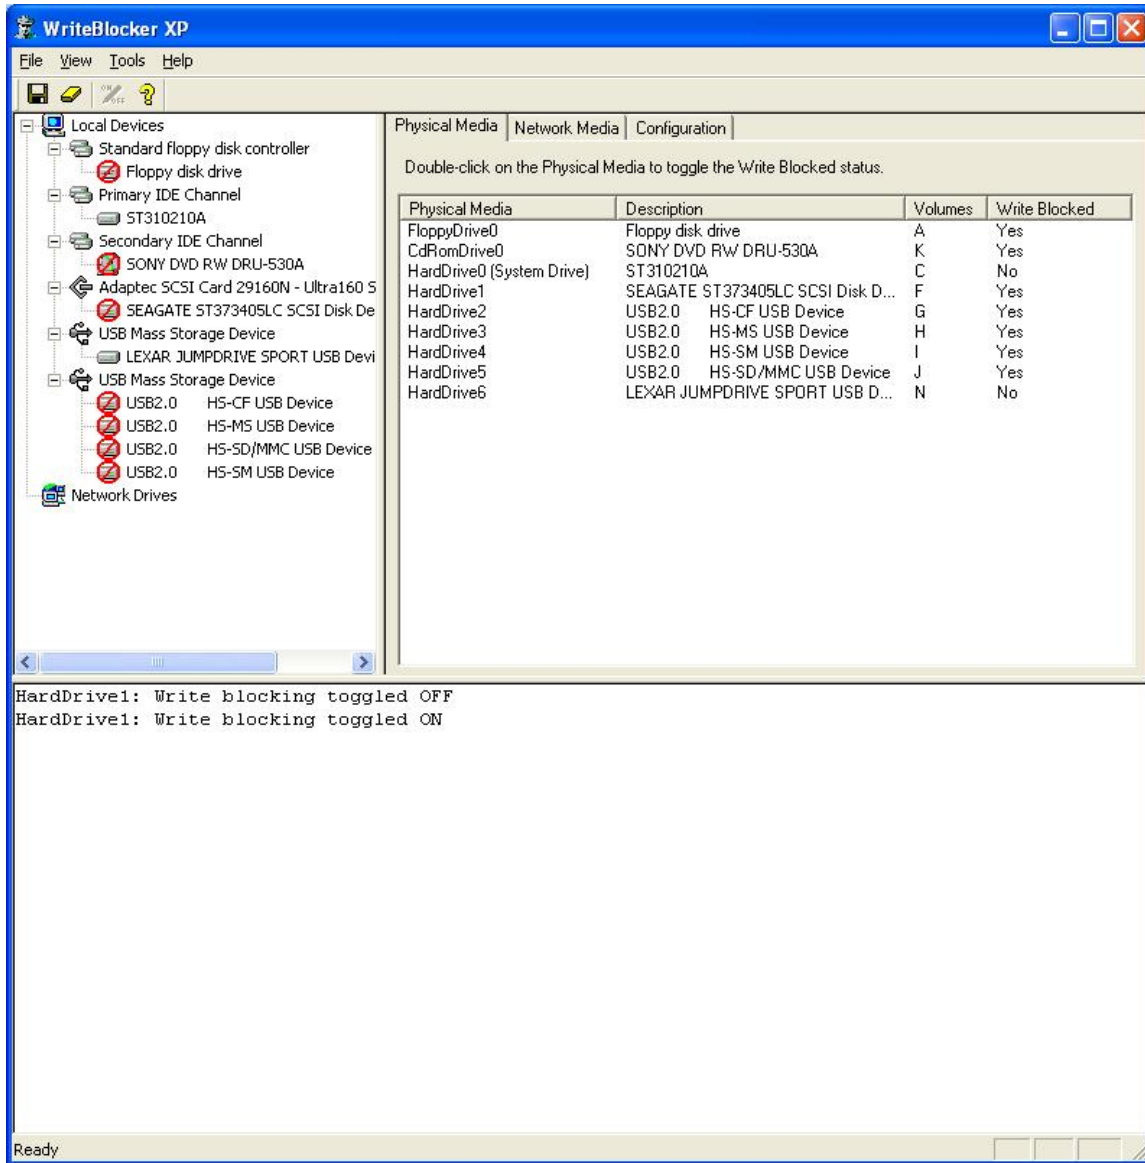 WriteBlocker XP
File View Tools Help
ON/OFF
Local Devices
Standard floppy disk controller
Floppy disk drive
Primary IDE Channel
ST310210A
Secondary IDE Channel
SONY DVD RW DRU-530A
Adaptec SCSI Card 29160N - Ultra160 S
SEAGATE ST373405LC SCSI Disk De
USB Mass Storage Device
LEXAR JUMPDRIVE SPORT USB Devi
USB Mass Storage Device
USB2.0 HS-CF USB Device
USB2.0 HS-MS USB Device
USB2.0 HS-SD/MMC USB Device
USB2.0 HS-SM USB Device
Network Drives
Physical Media Network Media Configuration
Double-click on the Physical Media to toggle the Write Blocked status.
Physical Media Description Volumes Write Blocked
FloppyDrive0 Floppy disk drive A Yes
CdRomDrive0 SONY DVD RW DRU-530A K Yes
HardDrive0 (System Drive) ST310210A C No
HardDrive1 SEAGATE ST373405LC SCSI Disk D... F Yes
HardDrive2 USB2.0 HS-CF USB Device G Yes
HardDrive3 USB2.0 HS-MS USB Device H Yes
HardDrive4 USB2.0 HS-SM USB Device I Yes
HardDrive5 USB2.0 HS-SD/MMC USB Device J Yes
HardDrive6 LEXAR JUMPDRIVE SPORT USB D... N No
HardDrive1: Write blocking toggled OFF
HardDrive1: Write blocking toggled ON
Ready